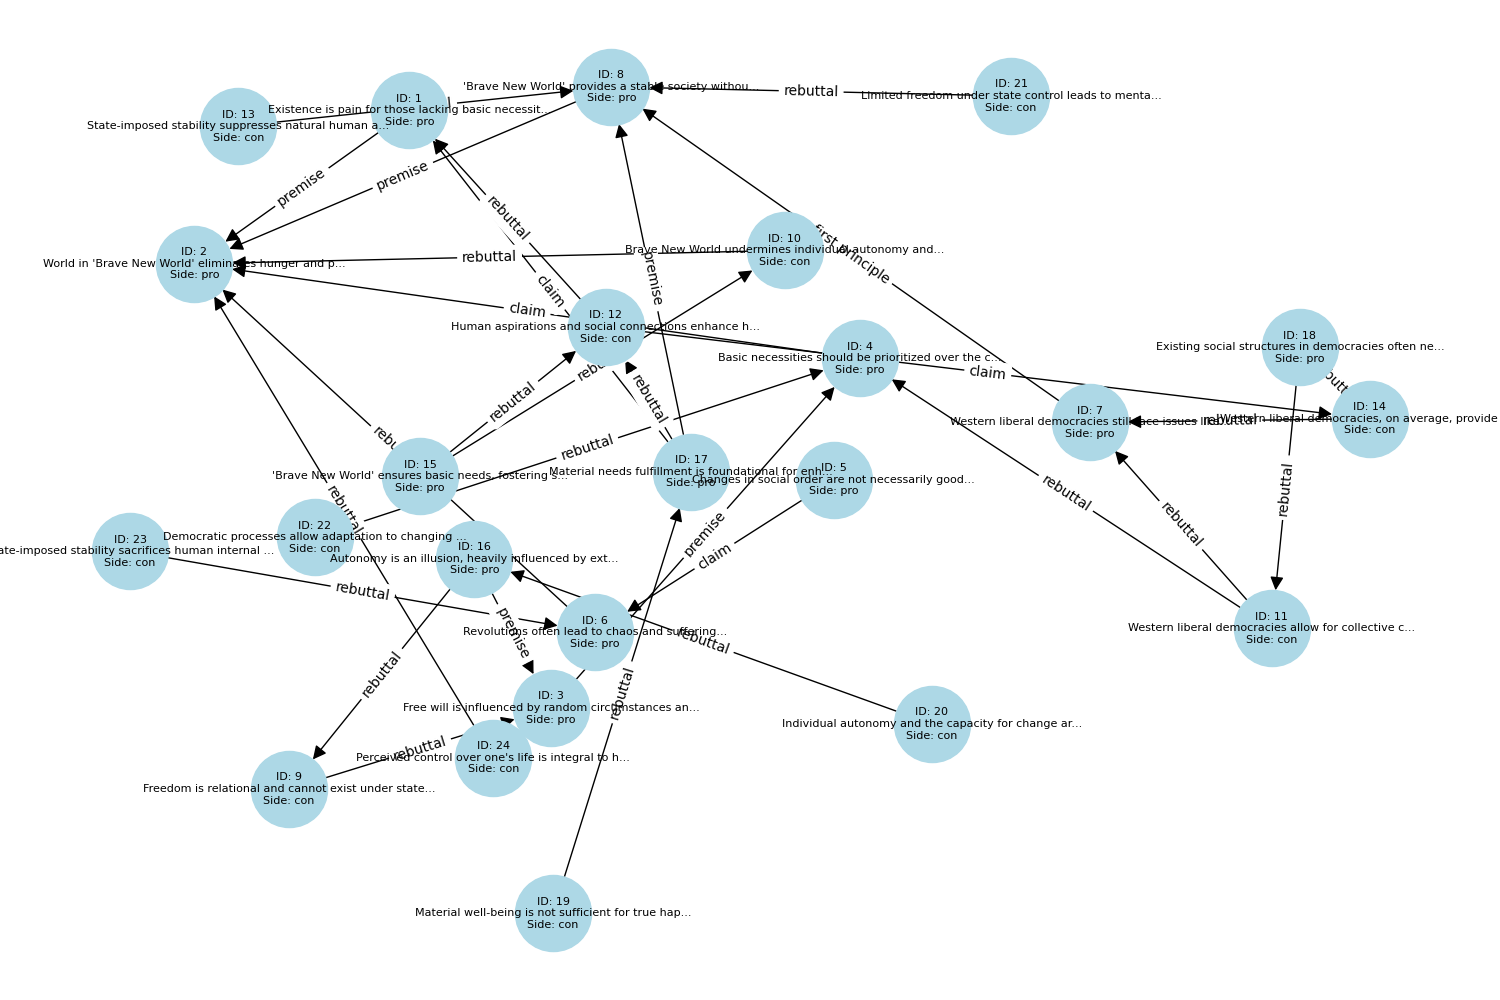 ID: 8
'Brave New World' provides a stable society withou...
Side: pro
ID: 21
Limited freedom under state control leads to menta...
Side: con
rebuttal
ID: 1
Existence is pain for those lacking basic necessit...
Side: pro
ID: 13
State-imposed stability suppresses natural human a...
Side: con
premise
premise
rebuttal
ID: 2
World in 'Brave New World' eliminates hunger and p...
Side: pro
rebuttal
ID: 10
Brave New World undermines individual autonomy and...
Side: con
first principle
premise
claim
claim
ID: 12
Human aspirations and social connections enhance h...
Side: con
ID: 4
Basic necessities should be prioritized over the c...
Side: pro
claim
ID: 18
Existing social structures in democracies often ne...
Side: pro
ID: 7
Western liberal democracies still face issues
Side: pro
rebuttal
ID: 14
Western liberal democracies, on average, provide
Side: con
rebuttal
rebuttal
rebuttal
ID: 15
'Brave New World' ensures basic needs, fostering s...
Side: pro
ID: 17
Material needs fulfillment is foundational for enh...
Side: pro
ID: 5
Changes in social order are not necessarily good...
Side: pro
rebuttal
rebuttal
rebuttal
rebuttal
ID: 22
Democratic processes allow adaptation to changing ...
Side: con
ID: 23
ate-imposed stability sacrifices human internal ...
Side: con
ID: 16
Autonomy is an illusion, heavily influenced by ext...
Side: pro
premise
claim
rebuttal
rebuttal
premise
ID: 6
Revolutions often lead to chaos and suffering...
Side: pro
rebuttal
ID: 11
Western liberal democracies allow for collective c...
Side: con
rebuttal
rebuttal
ID: 3
Free will is influenced by random circumstances an...
Side: pro
ID: 20
Individual autonomy and the capacity for change ar...
Side: con
rebuttal
ID: 24
Perceived control over one's life is integral to h...
Side: con
ID: 9
Freedom is relational and cannot exist under state...
Side: con
ID: 19
Material well-being is not sufficient for true hap...
Side: con